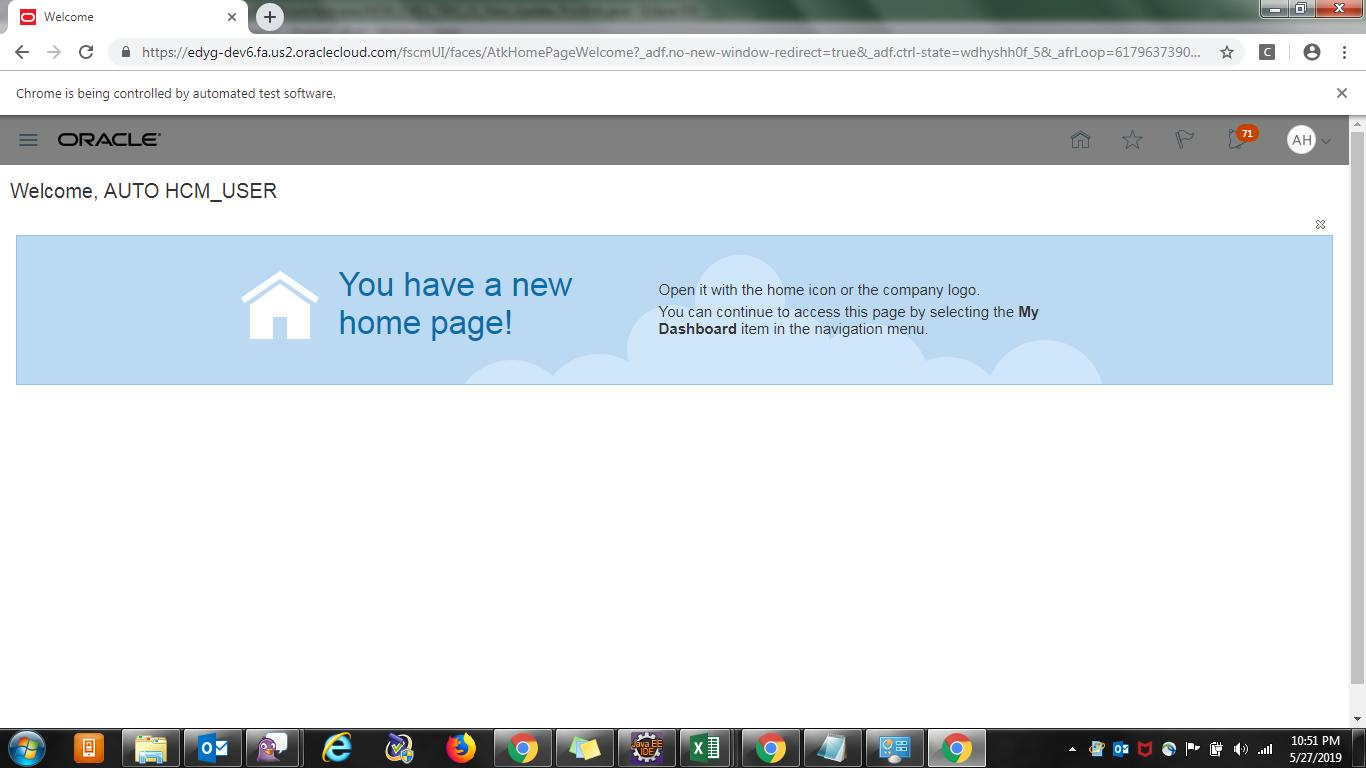 Welcome
https://edyg-dev6.fa.us2.oraclecloud.com/fscmUI/faces/AtkHomePageWelcome?_adf.no-new-window-redirect=true&_adf.ctrl-state=wdhyshh0f_5&_afrLoop=6179637390...
C
Chrome is being controlled by automated test software.
ORACLE
71
AH
Welcome, AUTO HCM_USER
You have a new
home page!
Open it with the home icon or the company logo.
You can continue to access this page by selecting the My
Dashboard item in the navigation menu.
Java EE
IDE
10:51 PM
5/27/2019